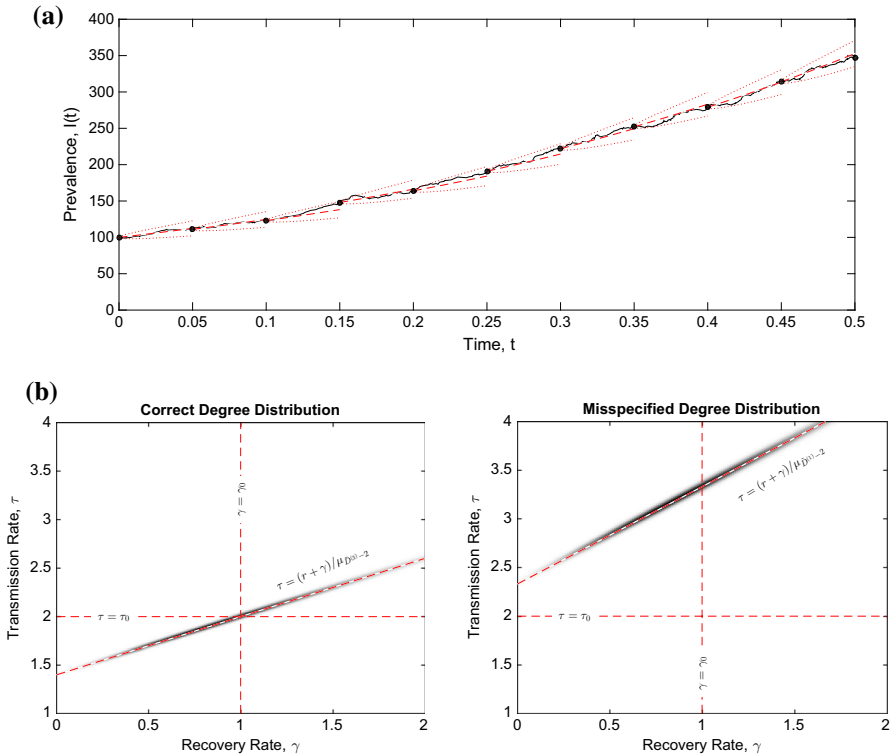 (a)
400
350
300
250
200
150
100
50
0
Prevalence, I(t)
0 0.05 0.1 0.15 0.2 0.25 0.3 0.35 0.4 0.45 0.5
Time, t
(b)
Correct Degree Distribution
4
3.5
3
2.5
2
1.5
1
Transmission Rate, τ
γ = γ₀
τ = (r + γ)/μ_{D^{(3)}−2}
τ = τ₀
0 0.5 1 1.5 2
Recovery Rate, γ
Misspecified Degree Distribution
4
3.5
3
2.5
2
1.5
1
Transmission Rate, τ
τ = (r + γ)/μ_{D̃^{(3)}−2}
τ = τ₀
γ = γ₀
0 0.5 1 1.5 2
Recovery Rate, γ